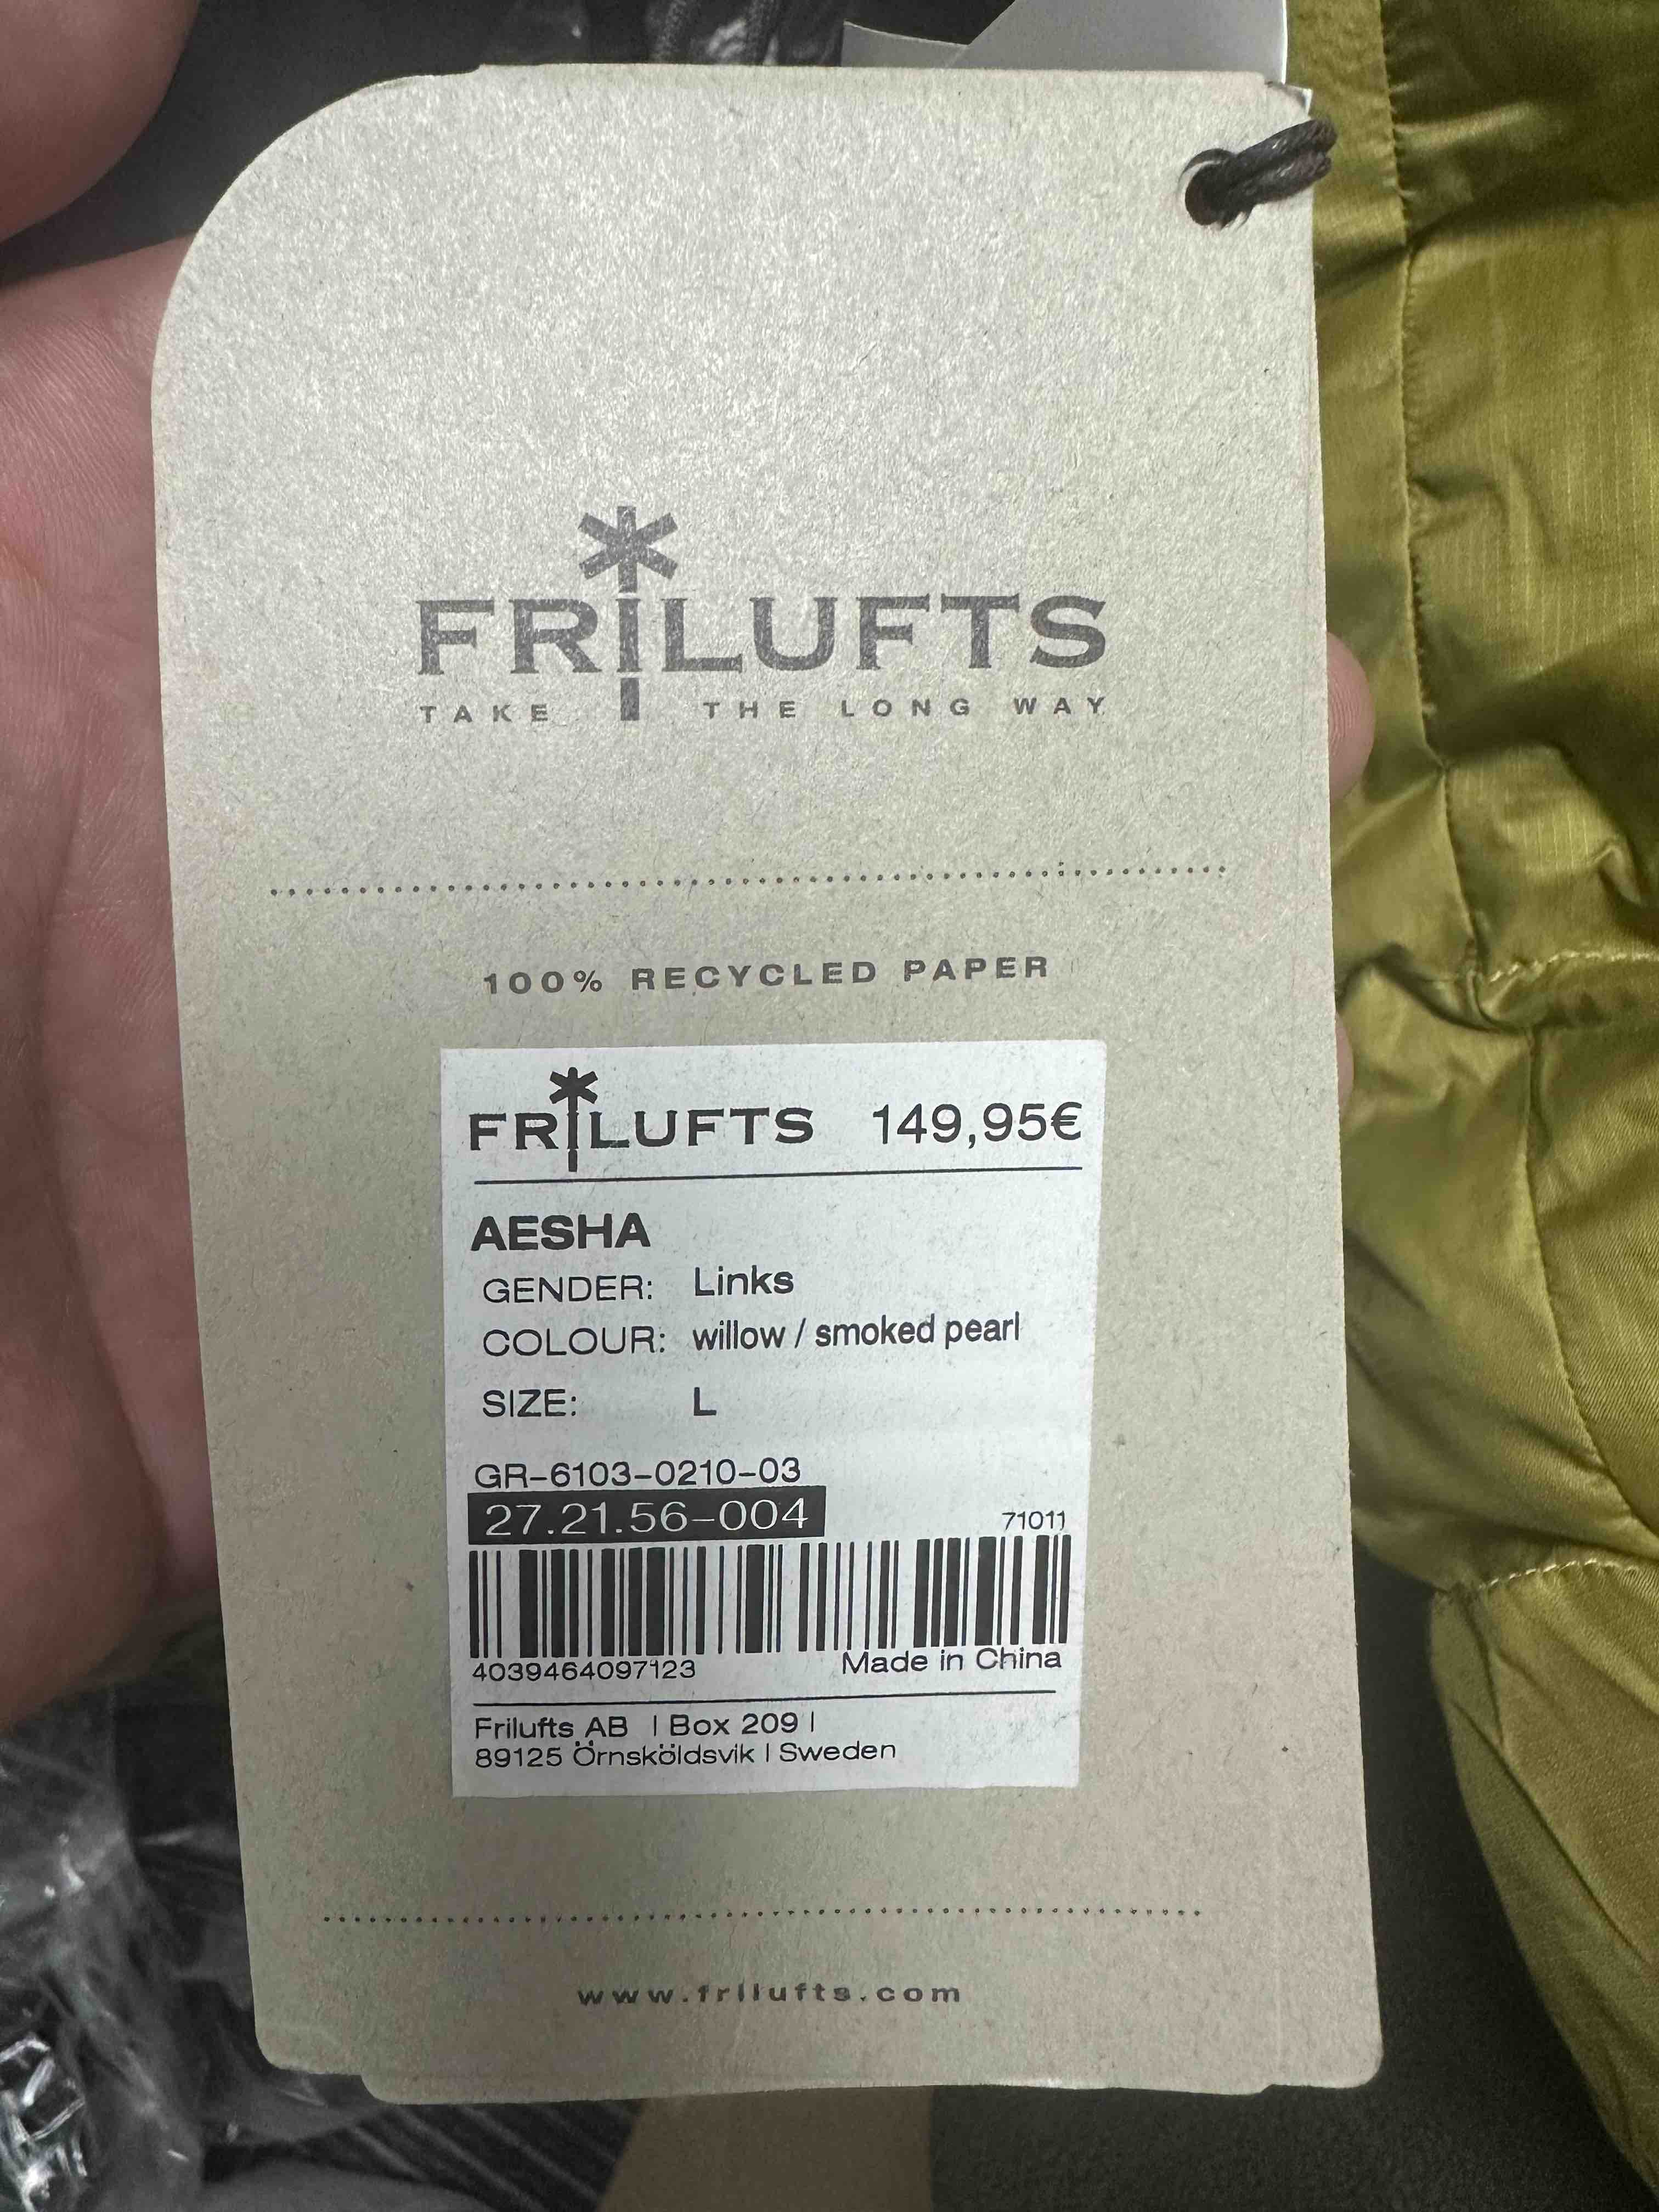 FRILUFTS
TAKE THE LONG WAY
100% RECYCLED PAPER
FRILUFTS 149,95€
AESHA
GENDER: Links
COLOUR: willow / smoked pearl
SIZE: L
GR-6103-0210-03
27.21.56-004 71011
4039464097123 Made in China
Frilufts AB | Box 209 |
89125 Örnsköldsvik | Sweden
www.frilufts.com